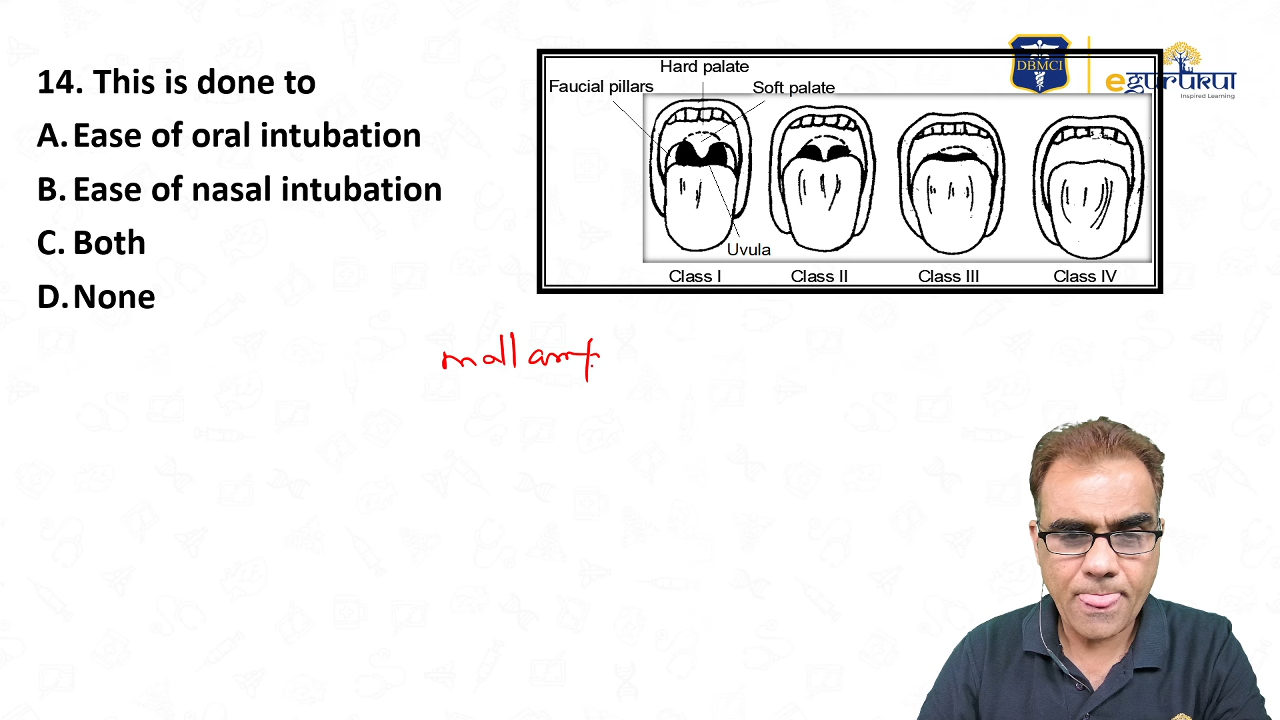 14. This is done to
A. Ease of oral intubation
B. Ease of nasal intubation
C. Both
D. None
Hard palate
Faucial pillars
Soft palate
Uvula
Class I
Class II
Class III
Class IV
DBMCI
egurukul
Inspired Learning
mallamp